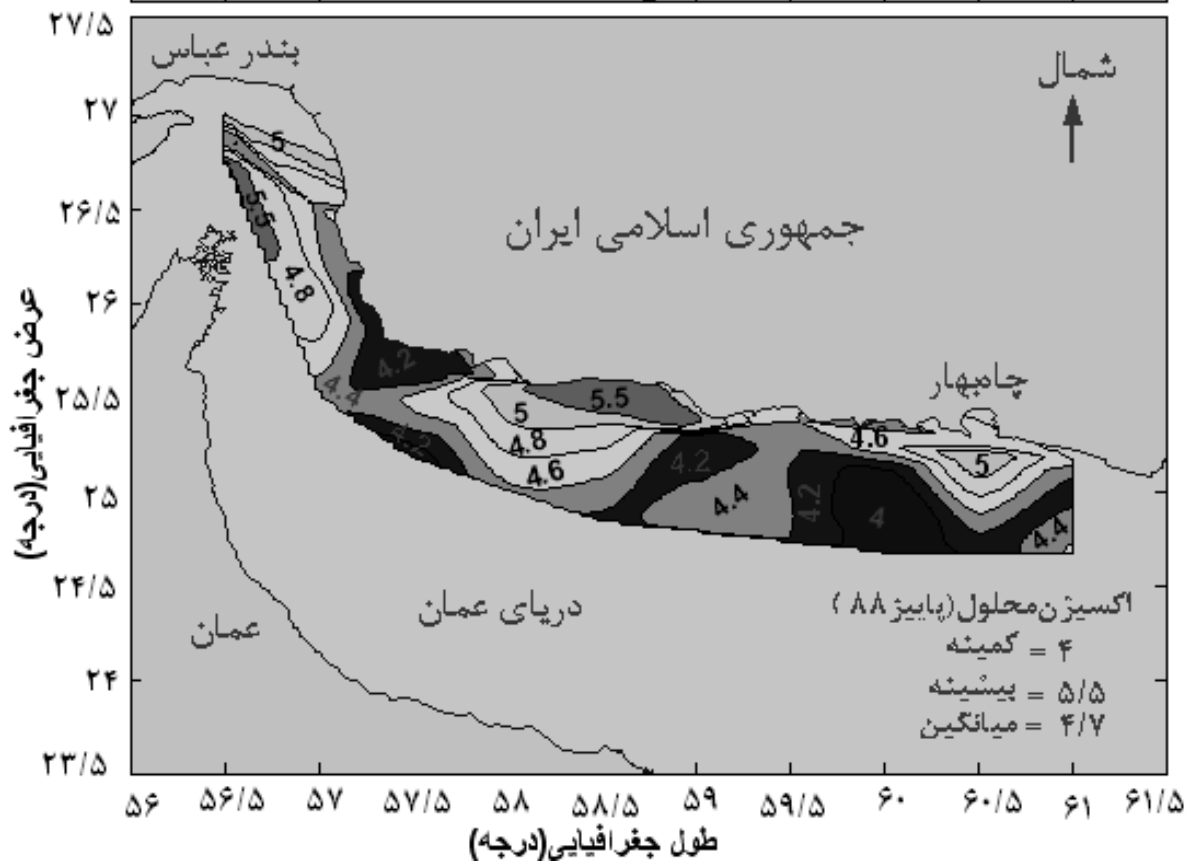 ۲۷/۵
بندر عباس
شمال
۲۷
5
۲۶/۵
5.5
جمهوری اسلامی ایران
4.8
۲۶
عرض جغرافیایی(درجه)
4.2
4.4
۲۵/۵
5.5
چابهار
5
4.8
4.6
4.2
4.6
4.2
5
۲۵
4.4
4.2
4
4.4
۲۴/۵
دریای عمان
عمان
اکسیژن محلول(پاییز ۸۸)
۴ = کمینه
۵/۵ = بیشینه
۴/۷ = میانگین
۲۴
۲۳/۵
۵۶ ۵۶/۵ ۵۷ ۵۷/۵ ۵۸ ۵۸/۵ ۵۹ ۵۹/۵ ۶۰ ۶۰/۵ ۶۱ ۶۱/۵
طول جغرافیایی(درجه)